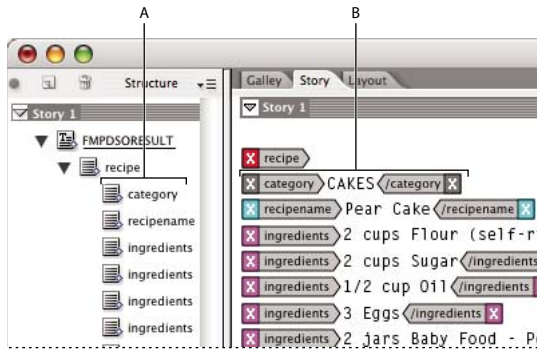 A B
Structure
Galley Story Layout
Story 1
Story 1
FMPDSORESULT
recipe
recipe
category
category CAKES /category
recipename
recipename Pear Cake /recipename
ingredients
ingredients 2 cups Flour
ingredients
ingredients 2 cups Sugar /ingredients
ingredients
ingredients 1/2 cup Oil /ingredients
ingredients
ingredients 3 Eggs /ingredients
ingredients 2 jars Baby Food -